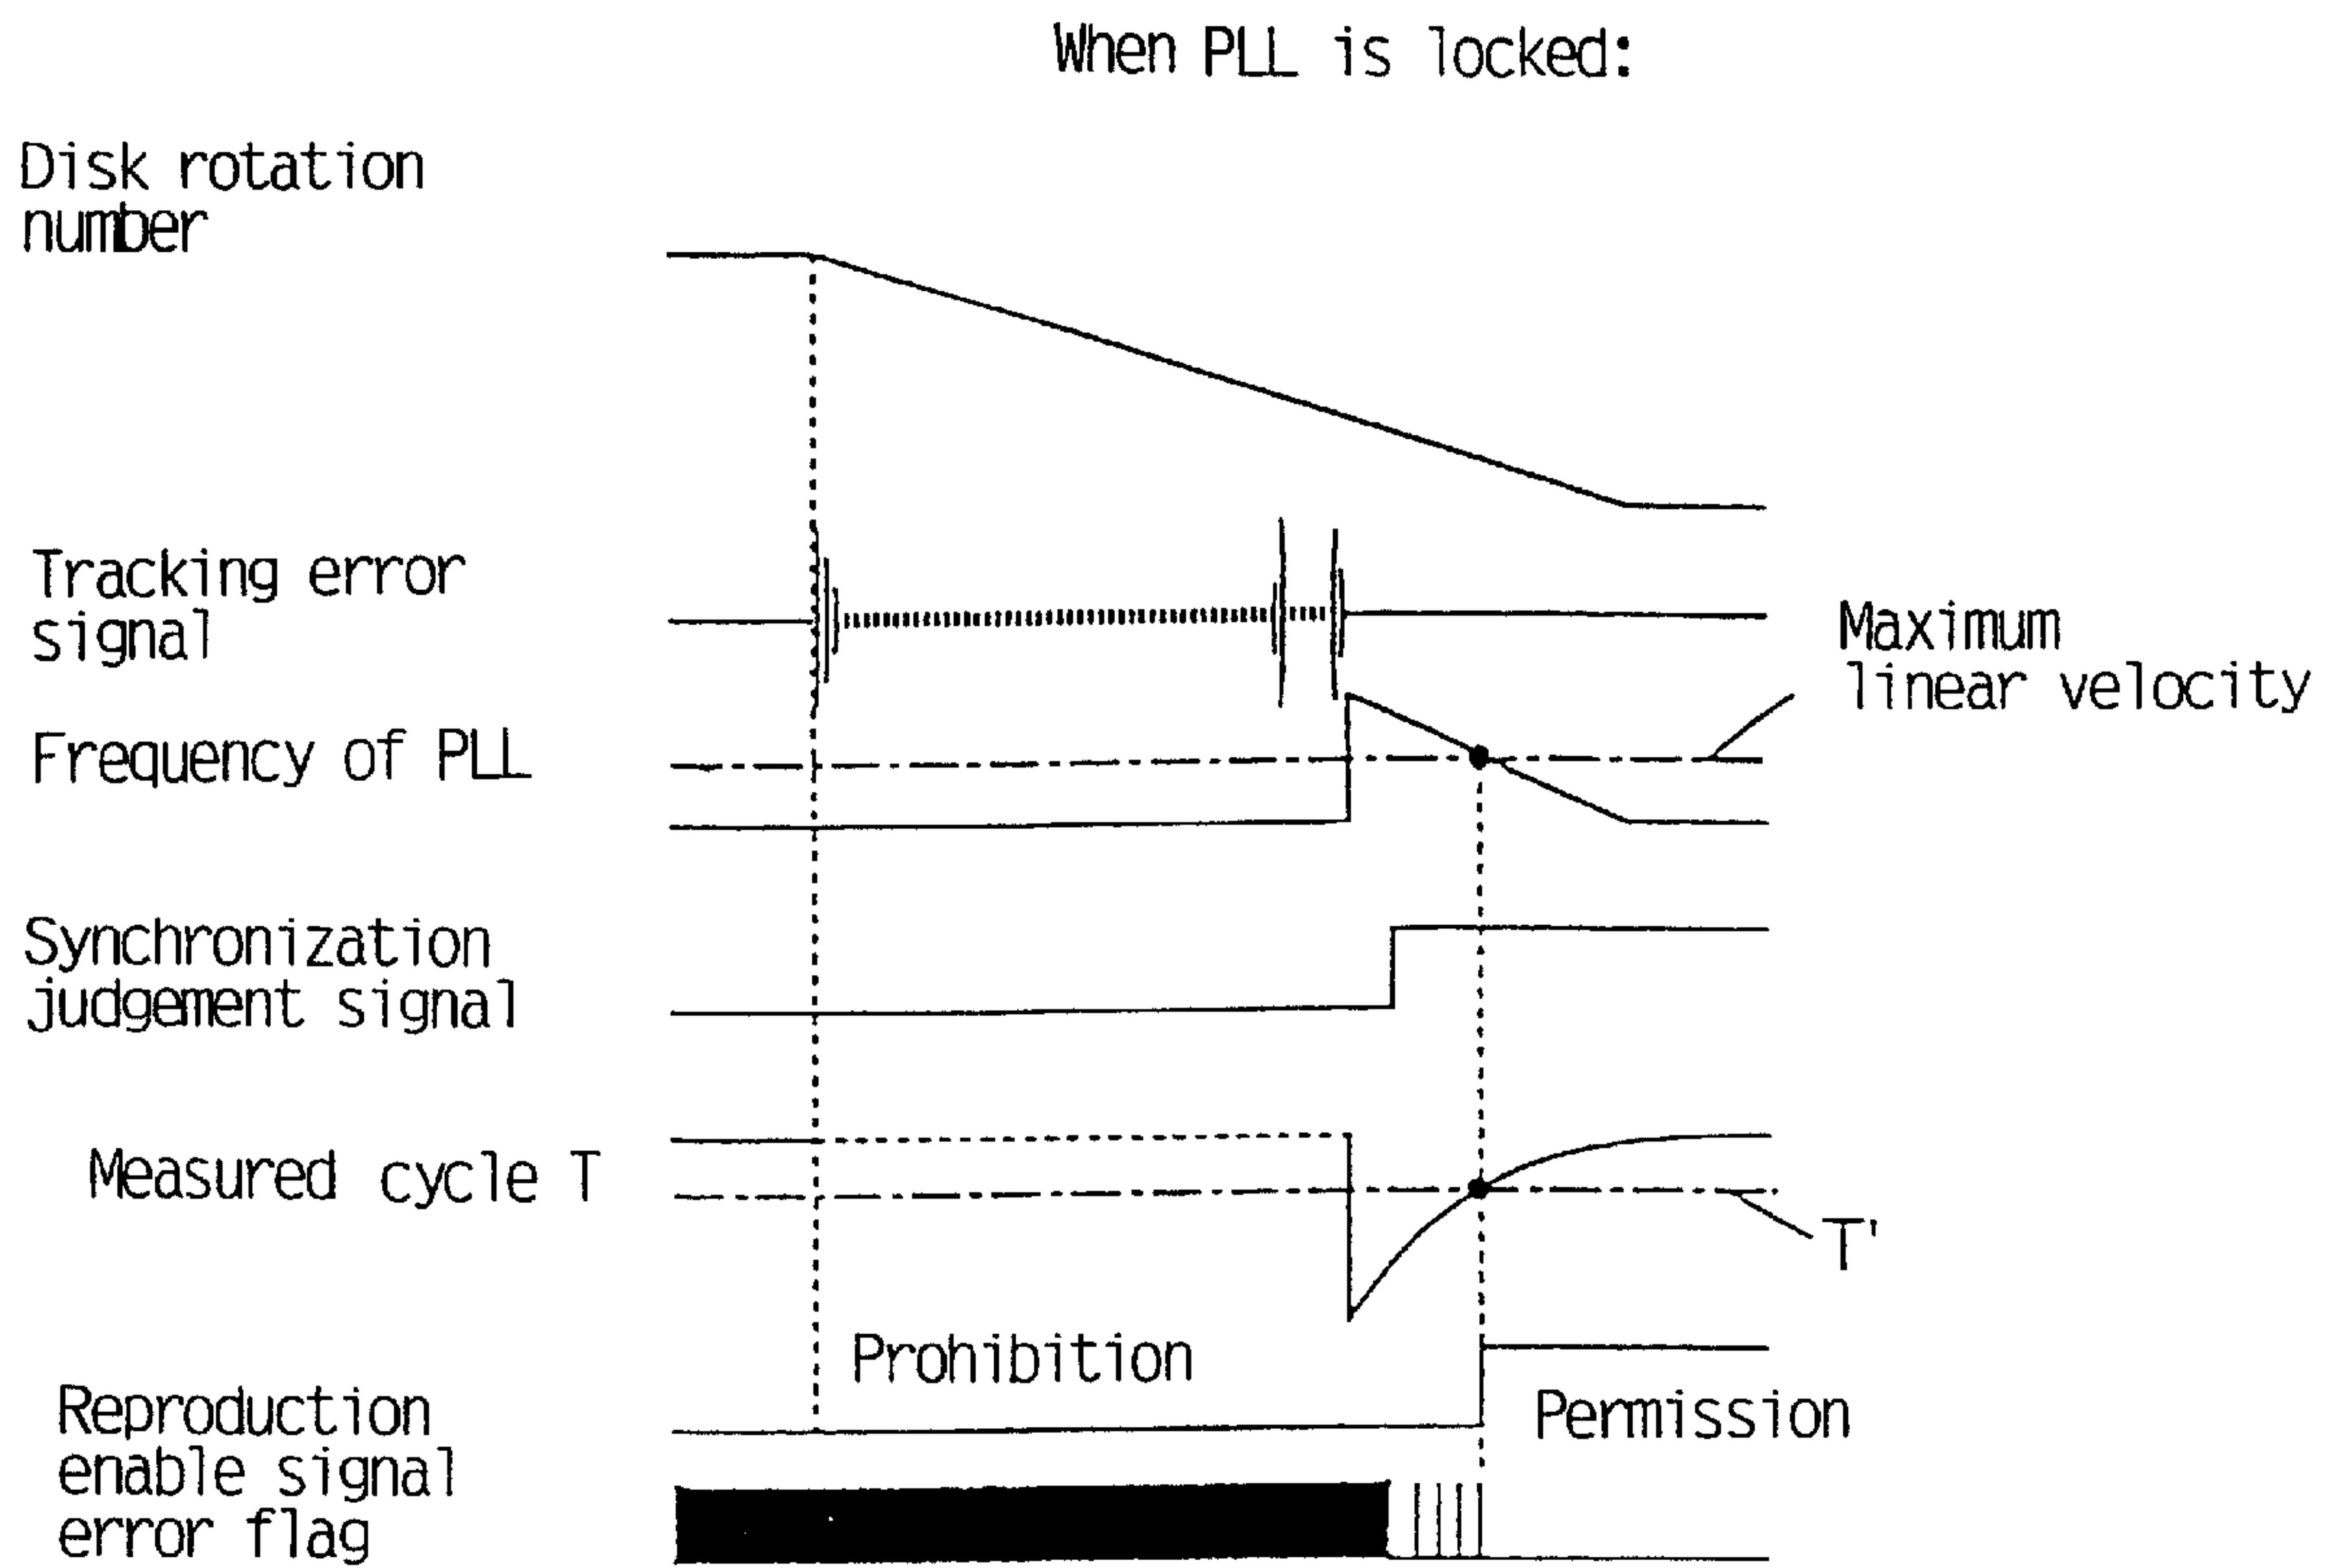 When PLL is locked:
Disk rotation
number
Tracking error
signal
Maximum
linear velocity
Frequency of PLL
Synchronization
judgement signal
Measured cycle T
T'
Prohibition
Permission
Reproduction
enable signal
error flag